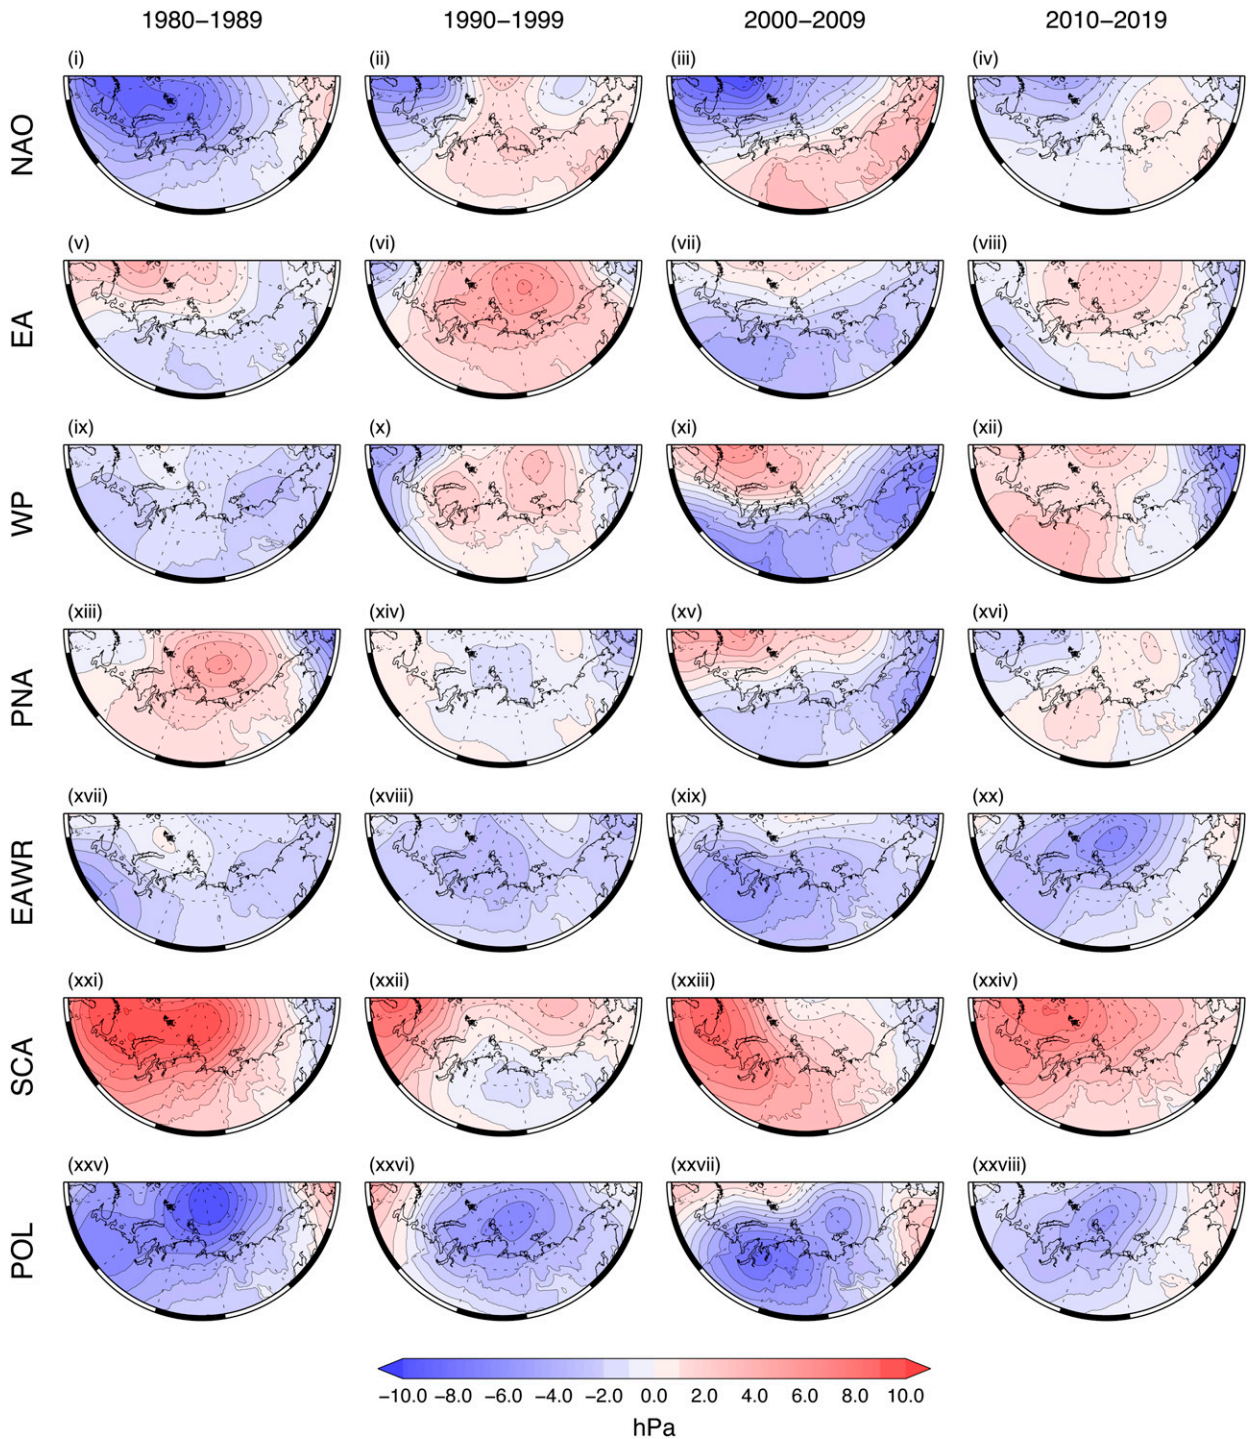 1980–1989 1990–1999 2000–2009 2010–2019
(i) (ii) (iii) (iv)
NAO
(v) (vi) (vii) (viii)
EA
(ix) (x) (xi) (xii)
WP
(xiii) (xiv) (xv) (xvi)
PNA
(xvii) (xviii) (xix) (xx)
EAWR
(xxi) (xxii) (xxiii) (xxiv)
SCA
(xxv) (xxvi) (xxvii) (xxviii)
POL
−10.0 −8.0 −6.0 −4.0 −2.0 0.0 2.0 4.0 6.0 8.0 10.0
hPa